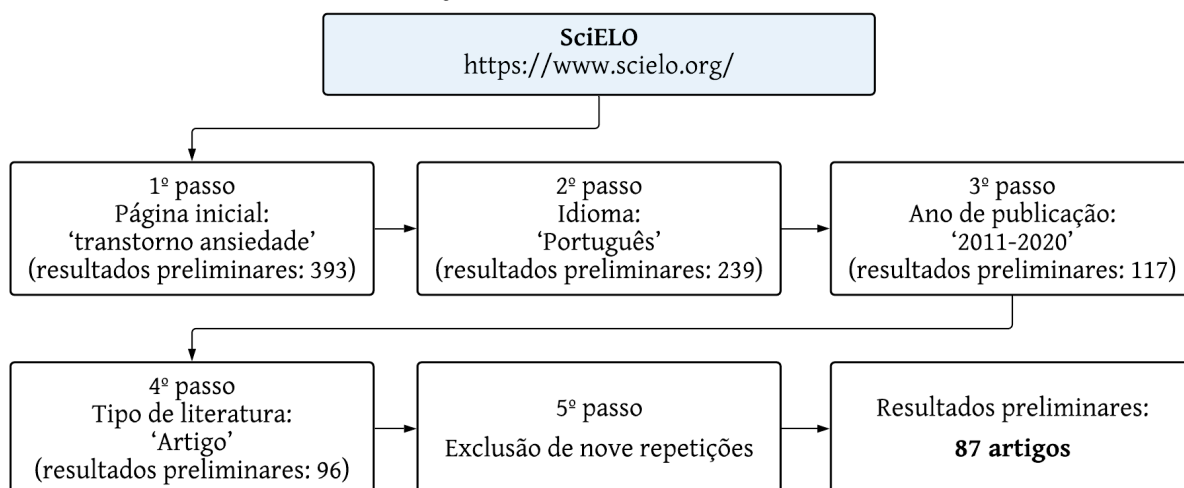 SciELO
https://www.scielo.org/
1º passo
Página inicial:
‘transtorno ansiedade’
(resultados preliminares: 393)
2º passo
Idioma:
‘Português’
(resultados preliminares: 239)
3º passo
Ano de publicação:
‘2011-2020’
(resultados preliminares: 117)
4º passo
Tipo de literatura:
‘Artigo’
(resultados preliminares: 96)
5º passo
Exclusão de nove repetições
Resultados preliminares:
87 artigos